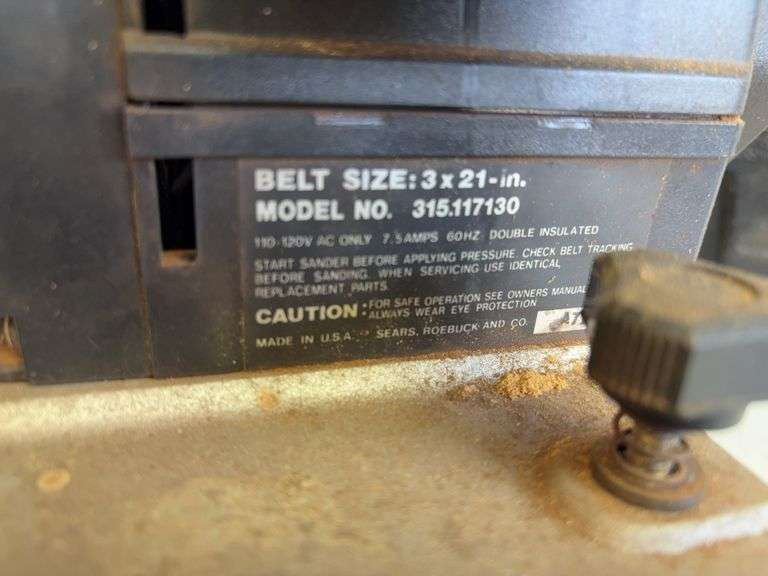 BELT SIZE: 3 x 21-in.
MODEL NO. 315.117130
110-120V AC ONLY 7.5 AMPS 60HZ DOUBLE INSULATED
START SANDER BEFORE APPLYING PRESSURE. CHECK BELT TRACKING
BEFORE SANDING. WHEN SERVICING USE IDENTICAL
REPLACEMENT PARTS.
CAUTION: FOR SAFE OPERATION SEE OWNERS MANUAL
ALWAYS WEAR EYE PROTECTION
MADE IN U.S.A. SEARS, ROEBUCK AND CO.